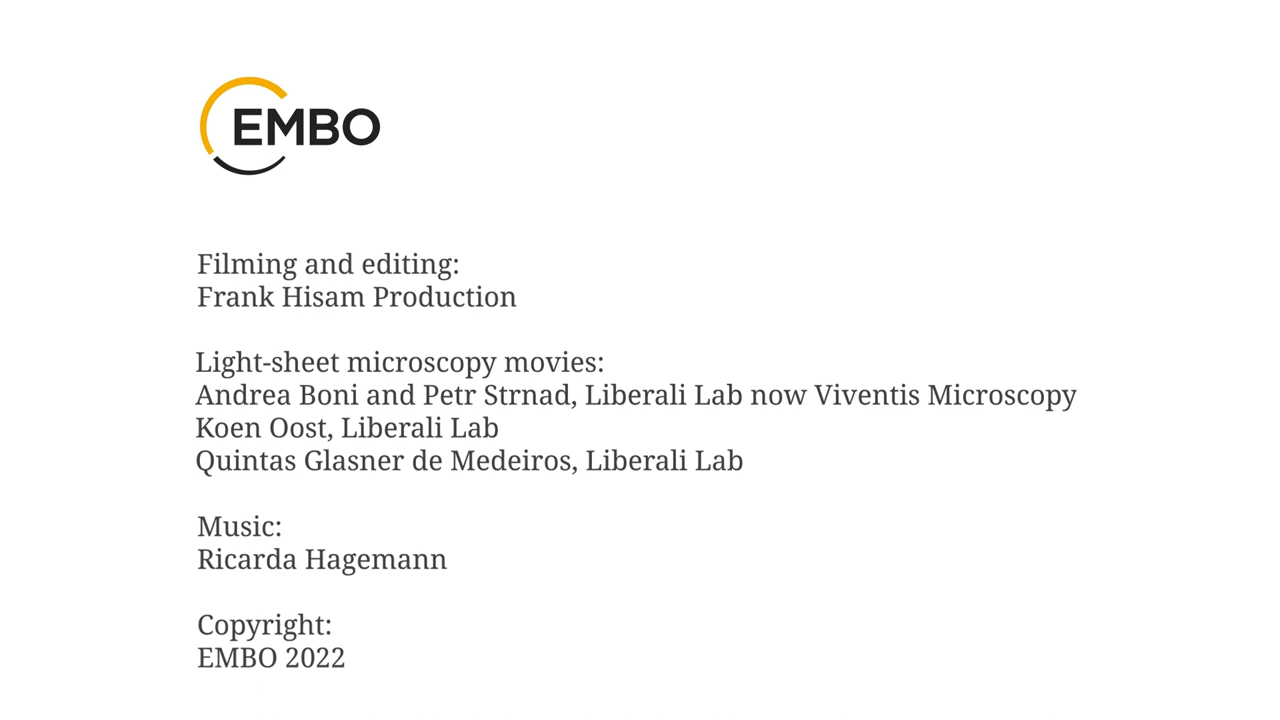 EMBO
Filming and editing:
Frank Hisam Production
Light-sheet microscopy movies:
Andrea Boni and Petr Strnad, Liberali Lab now Viventis Microscopy
Koen Oost, Liberali Lab
Quintas Glasner de Medeiros, Liberali Lab
Music:
Ricarda Hagemann
Copyright:
EMBO 2022